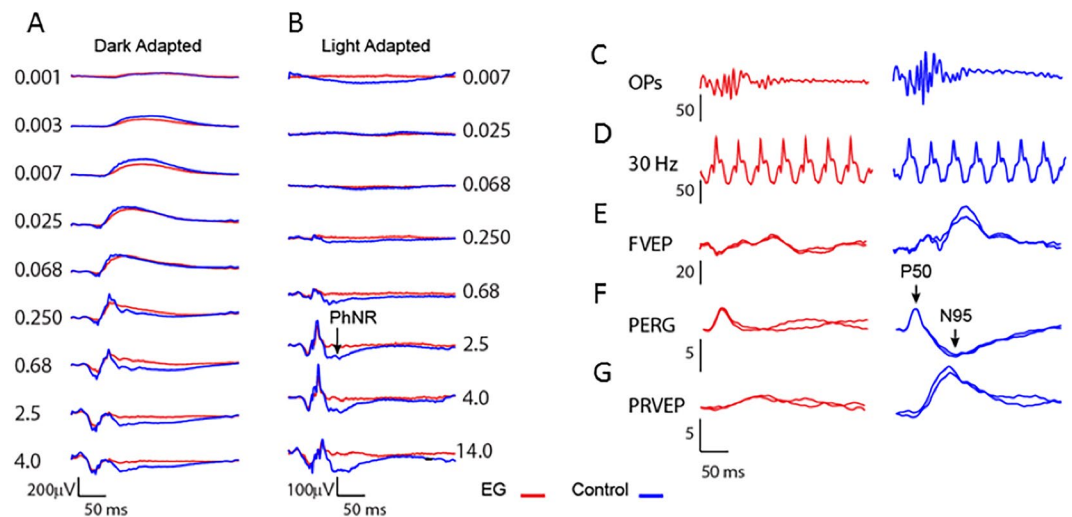 A
Dark Adapted
0.001
0.003
0.007
0.025
0.068
0.250
0.68
2.5
4.0
200µV
50 ms
B
Light Adapted
0.007
0.025
0.068
0.250
0.68
PhNR
2.5
4.0
14.0
100µV
50 ms
EG
Control
C
OPs
50
D
30 Hz
50
E
FVEP
20
P50
F
N95
PERG
5
G
PRVEP
5
50 ms